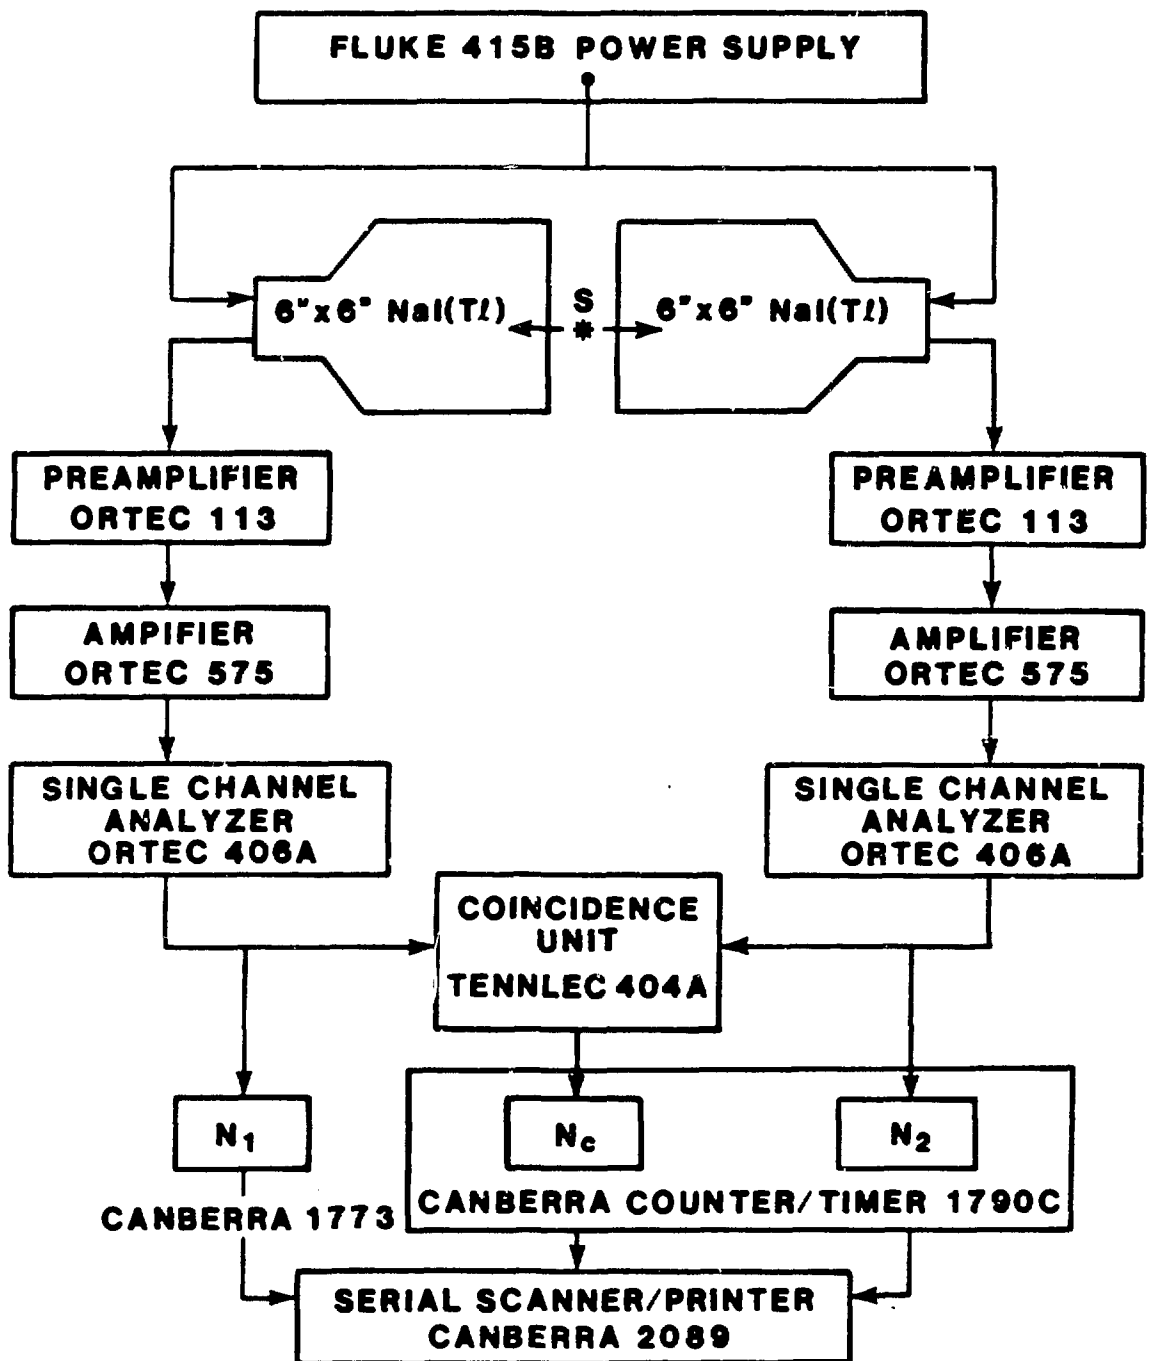 FLUKE 415B POWER SUPPLY
6"x6" NaI(Tl)
S
*
6"x6" NaI(Tl)
PREAMPLIFIER
ORTEC 113
PREAMPLIFIER
ORTEC 113
AMPIFIER
ORTEC 575
AMPLIFIER
ORTEC 575
SINGLE CHANNEL
ANALYZER
ORTEC 406A
SINGLE CHANNEL
ANALYZER
ORTEC 406A
COINCIDENCE
UNIT
TENNLEC 404A
N1
Nc
N2
CANBERRA 1773
CANBERRA COUNTER/TIMER 1790C
SERIAL SCANNER/PRINTER
CANBERRA 2089